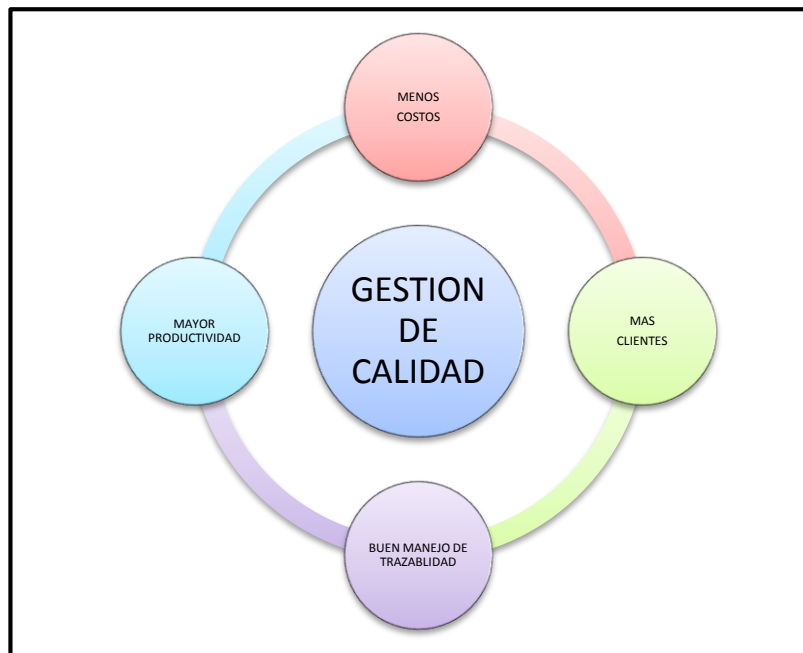 MENOS
COSTOS
GESTION
DE
CALIDAD
MAS
CLIENTES
MAYOR
PRODUCTIVIDAD
BUEN MANEJO DE
TRAZABLIDAD